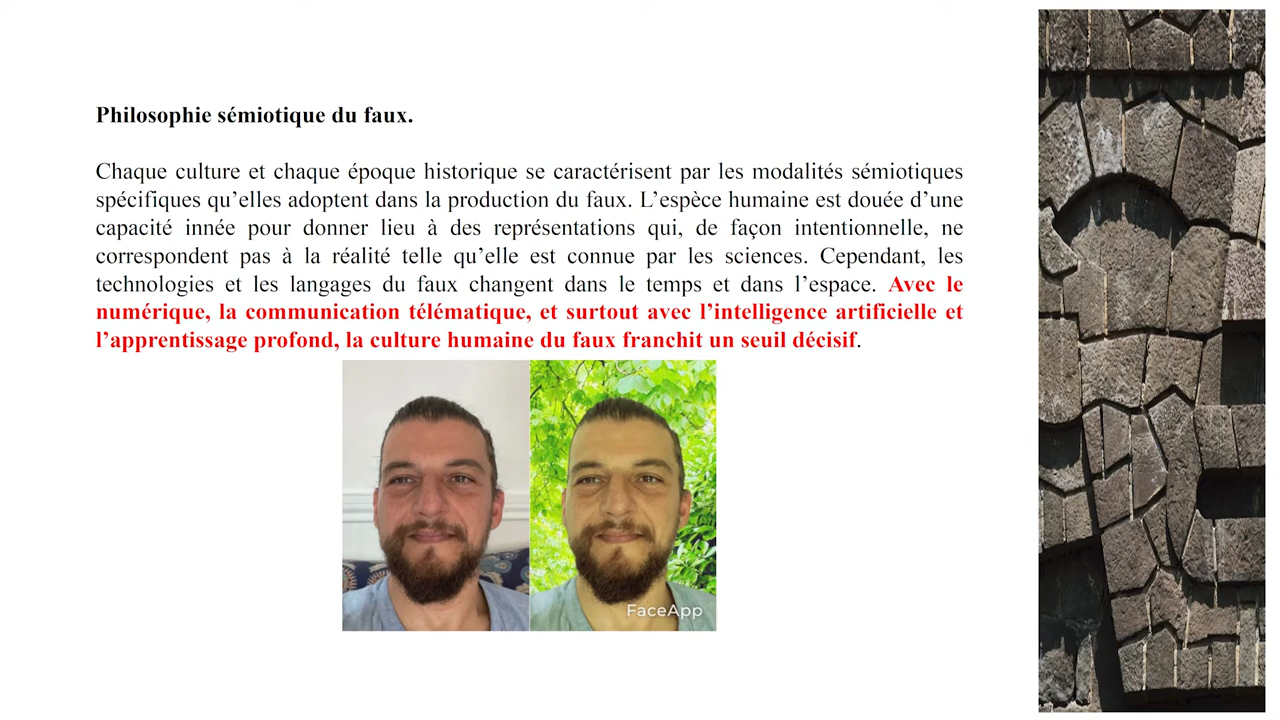 Philosophie sémiotique du faux.
Chaque culture et chaque époque historique se caractérisent par les modalités sémiotiques
spécifiques qu’elles adoptent dans la production du faux. L’espèce humaine est douée d’une
capacité innée pour donner lieu à des représentations qui, de façon intentionnelle, ne
correspondent pas à la réalité telle qu’elle est connue par les sciences. Cependant, les
technologies et les langages du faux changent dans le temps et dans l’espace. Avec le
numérique, la communication télématique, et surtout avec l’intelligence artificielle et
l’apprentissage profond, la culture humaine du faux franchit un seuil décisif.
FaceApp